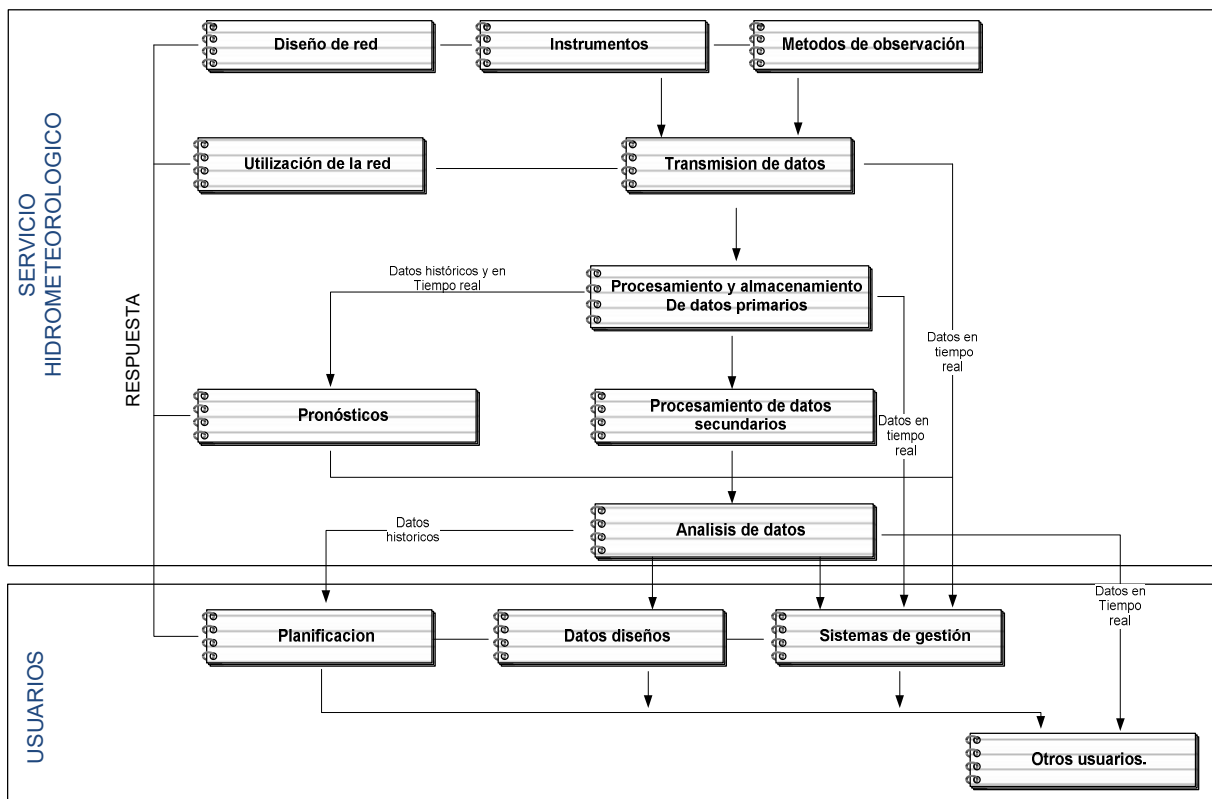 SERVICIO
HIDROMETEOROLOGICO
RESPUESTA
Diseño de red
Instrumentos
Metodos de observación
Utilización de la red
Transmision de datos
Datos históricos y en
Tiempo real
Procesamiento y almacenamiento
De datos primarios
Datos en
tiempo
real
Pronósticos
Procesamiento de datos
secundarios
Datos en
tiempo
real
Datos
historicos
Analisis de datos
USUARIOS
Planificacion
Datos diseños
Sistemas de gestión
Datos en
Tiempo
real
Otros usuarios.